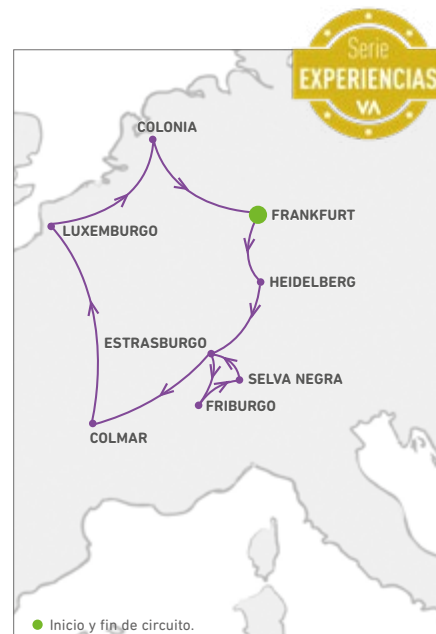 Serie
EXPERIENCIAS
VA
COLONIA
FRANKFURT
LUXEMBURGO
HEIDELBERG
ESTRASBURGO
SELVA NEGRA
FRIBURGO
COLMAR
Inicio y fin de circuito.